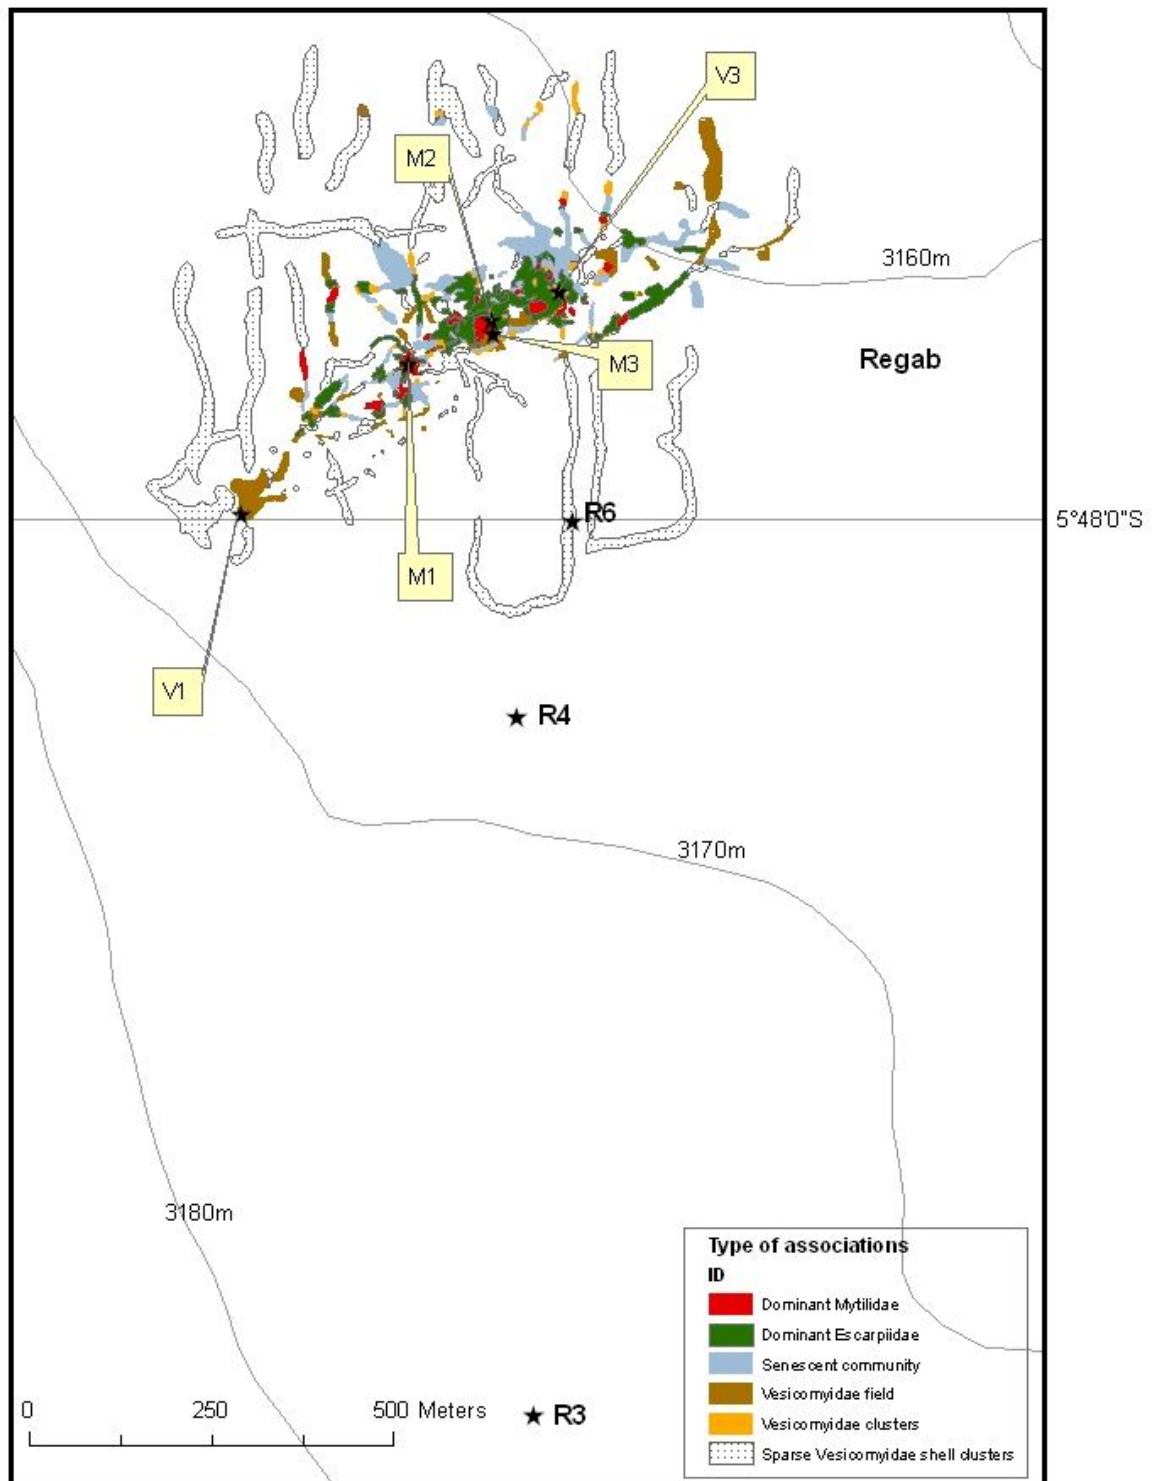 V3
M2
3160m
Regab
M3
R6
5°48'0"S
M1
V1
R4
3170m
3180m
Type of associations
ID
Dominant Mytilidae
Dominant Escarpiidae
Senescent community
Vesicomyidae field
Vesicomyidae clusters
Sparse Vesicomyidae shell clusters
0 250 500 Meters
R3